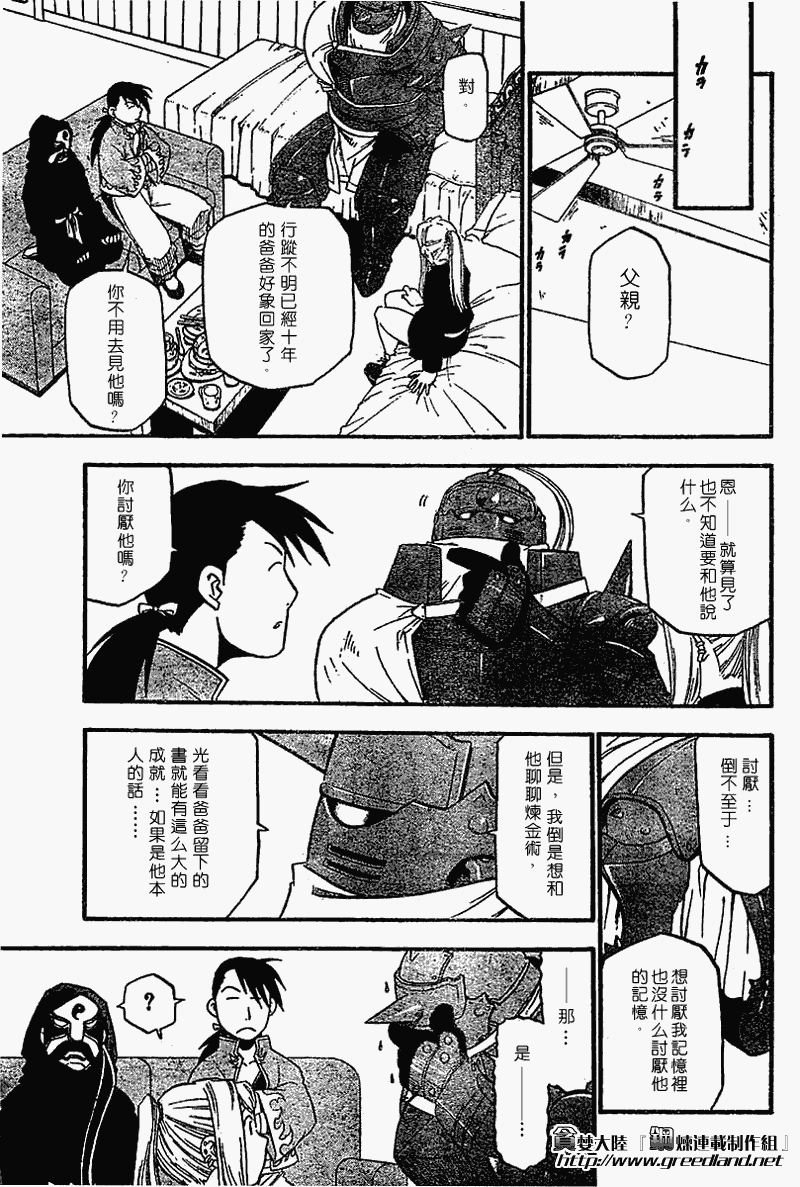 カラ
カラ
カラ
カラ
父親？
對。
行蹤不明已經十年
的爸爸好象回家了。
你不用去見他嗎？
恩——就算見了
也不知道要和他說
什么。
你討厭他嗎？
討厭…
倒不至于…
想討厭我記憶裡
也沒什么討厭他
的記憶。
但是，我倒是想和
他聊聊煉金術，
光看看爸爸留下的
書就能有這么大的
成就…如果是他本
人的話……
——那…
是——
？
雙大陸『煉連載制作組』
http://www.greedland.net